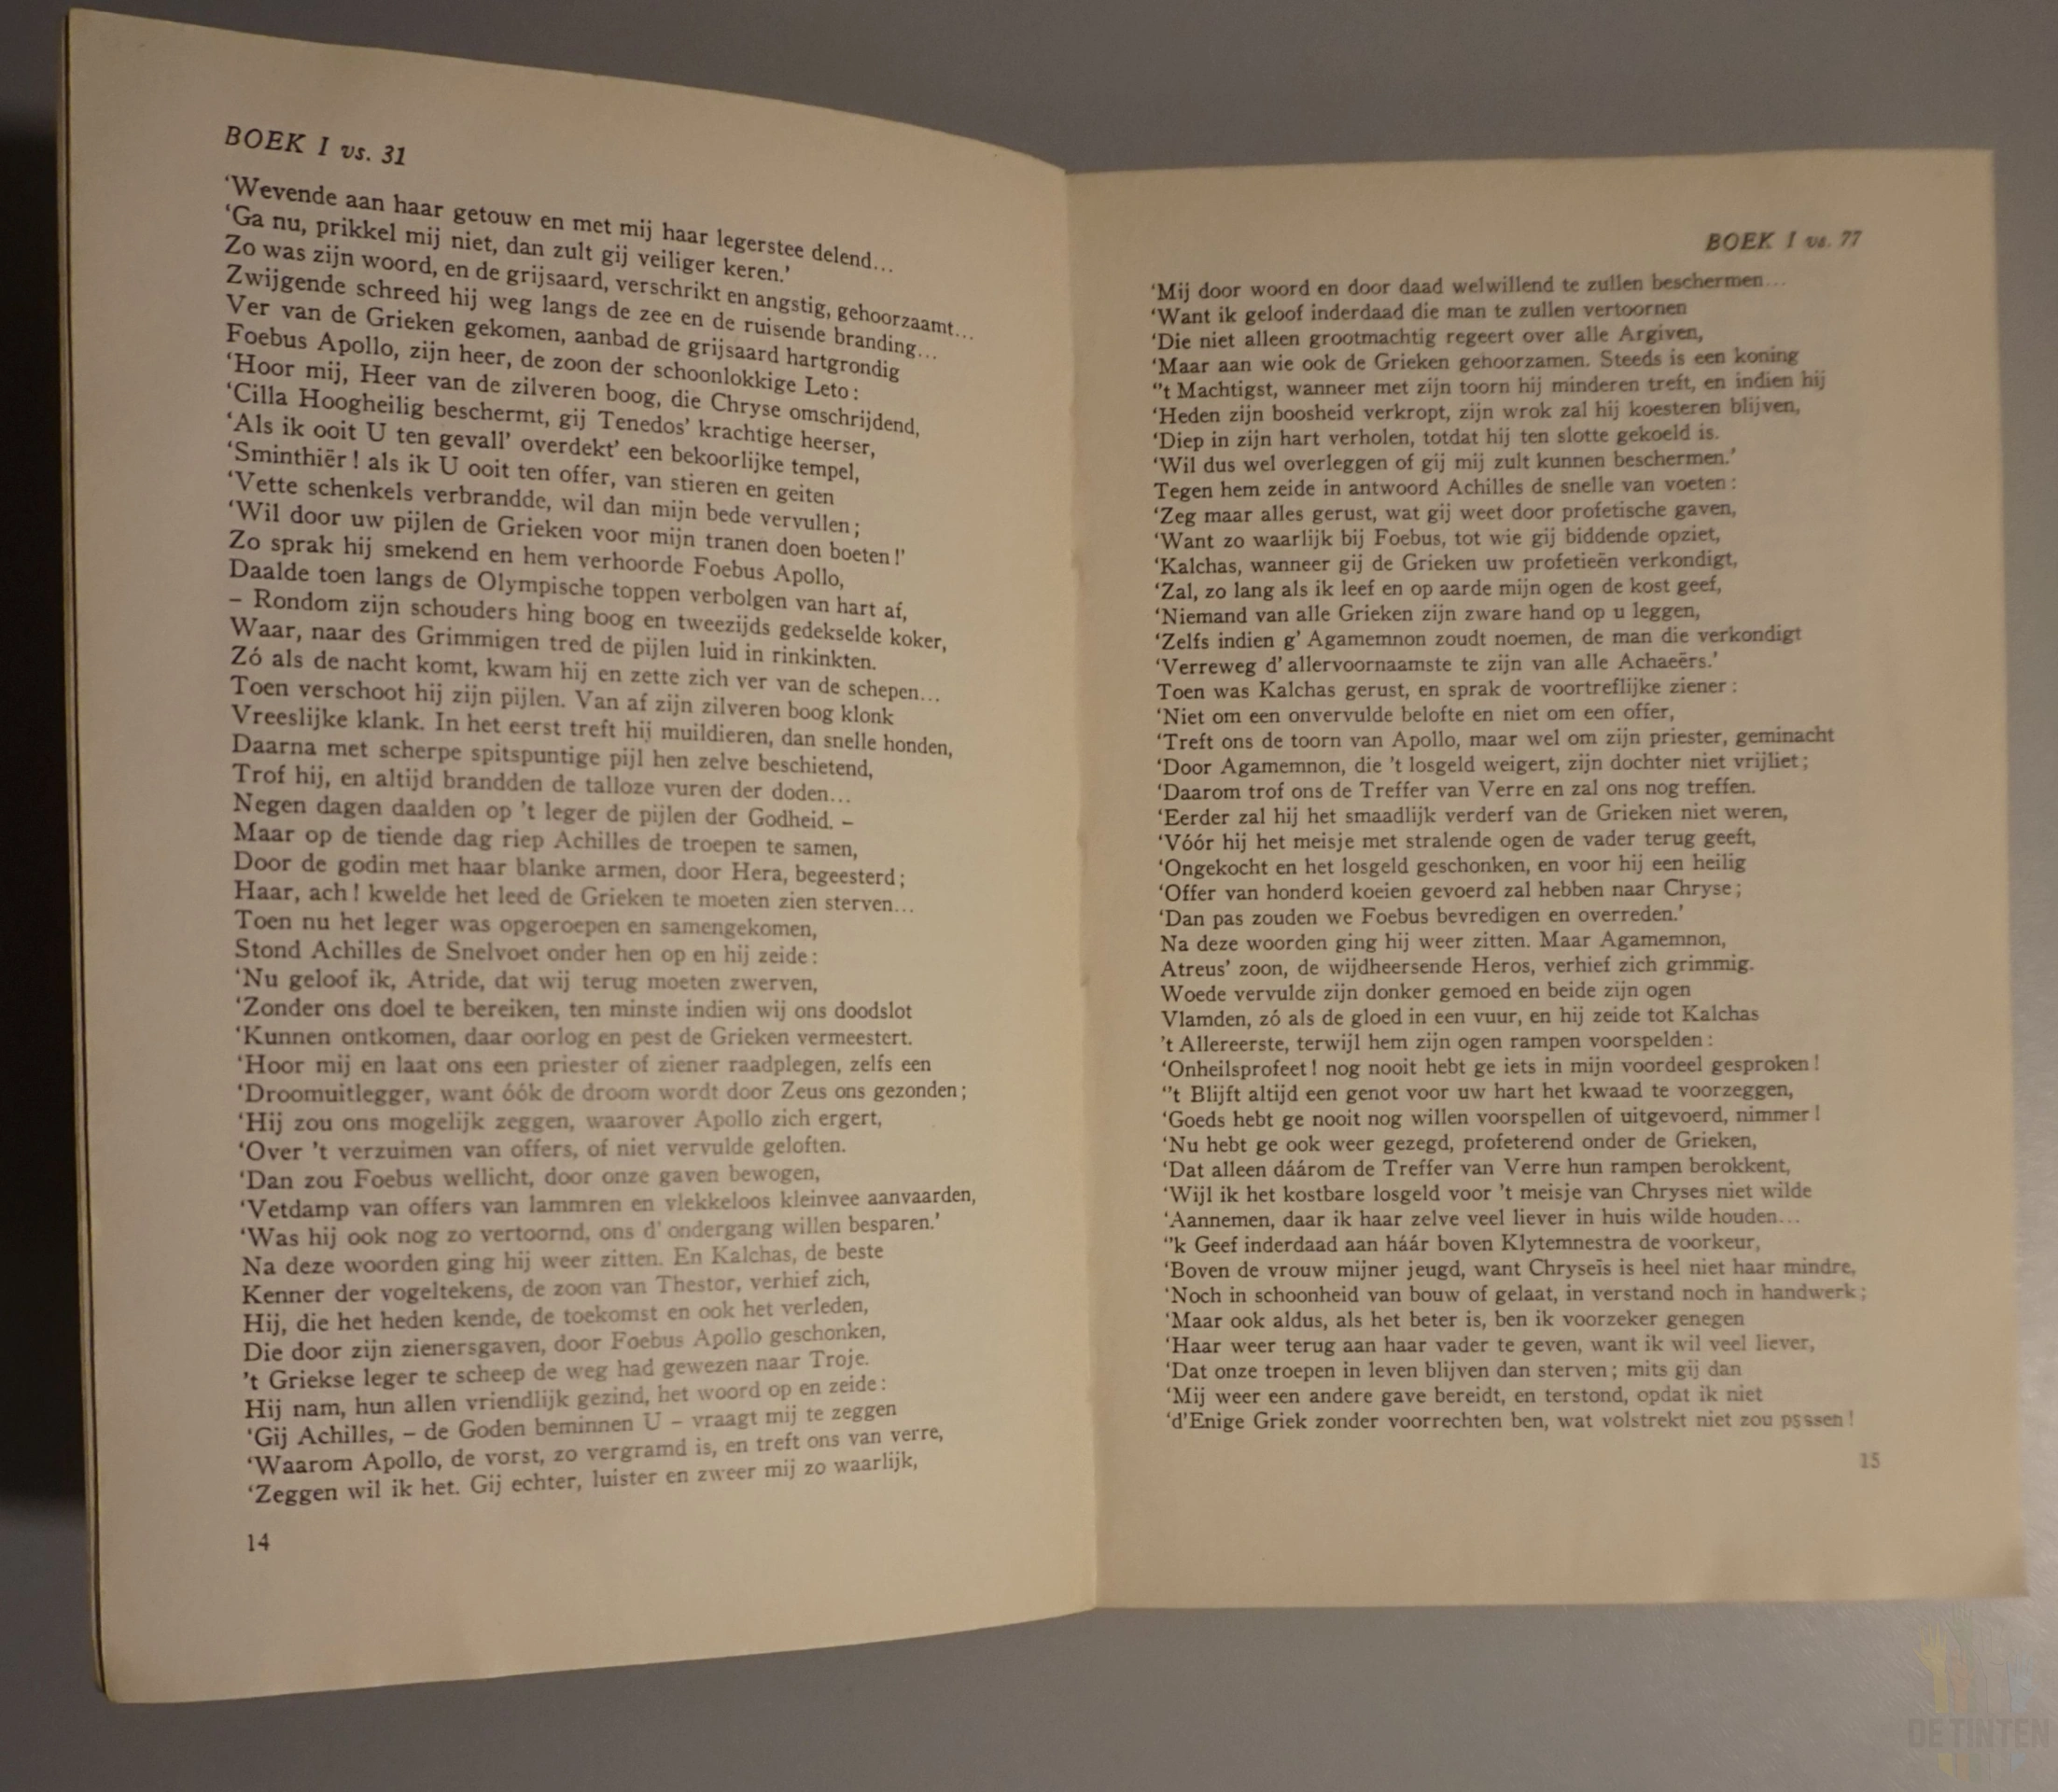 BOEK I vs. 31
‘Wevende aan haar getouw en met mij haar legerstee delend...
‘Ga nu, prikkel mij niet, dan zult gij veiliger keren.’
Zo was zijn woord, en de grijsaard, verschrikt en angstig, gehoorzaamt...
Zwijgende schreed hij weg langs de zee en de ruisende branding...
Ver van de Grieken gekomen, aanbad de grijsaard hartgrondig
Foebus Apollo, zijn heer, de zoon der schoonlokkige Leto:
‘Hoor mij, Heer van de zilveren boog, die Chryse omschrijdend,
‘Cilla Hoogheilig beschermt, gij Tenedos’ krachtige heerser,
‘Als ik ooit U ten gevall’ overdekt’ een bekoorlijke tempel,
‘Sminthiër! als ik U ooit ten offer, van stieren en geiten
‘Vette schenkels verbrandde, wil dan mijn bede vervullen;
‘Wil door uw pijlen de Grieken voor mijn tranen doen boeten!’
Zo sprak hij smekend en hem verhoorde Foebus Apollo,
Daalde toen langs de Olympische toppen verbolgen van hart af,
– Rondom zijn schouders hing boog en tweezijds gedekselde koker,
Waar, naar des Grimmigen tred de pijlen luid in rinkinkten.
Zó als de nacht komt, kwam hij en zette zich ver van de schepen...
Toen verschoot hij zijn pijlen. Van af zijn zilveren boog klonk
Vreeslijke klank. In het eerst treft hij muildieren, dan snelle honden,
Daarna met scherpe spitspuntige pijl hen zelve beschietend,
Trof hij, en altijd brandden de talloze vuren der doden...
Negen dagen daalden op ’t leger de pijlen der Godheid. –
Maar op de tiende dag riep Achilles de troepen te samen,
Door de godin met haar blanke armen, door Hera, begeesterd;
Haar, ach! kwelde het leed de Grieken te moeten zien sterven...
Toen nu het leger was opgeroepen en samengekomen,
Stond Achilles de Snelvoet onder hen op en hij zeide:
‘Nu geloof ik, Atride, dat wij terug moeten zwerven,
‘Zonder ons doel te bereiken, ten minste indien wij ons doodslot
‘Kunnen ontkomen, daar oorlog en pest de Grieken vermeestert.
‘Hoor mij en laat ons een priester of ziener raadplegen, zelfs een
‘Droomuitlegger, want óók de droom wordt door Zeus ons gezonden;
‘Hij zou ons mogelijk zeggen, waarover Apollo zich ergert,
‘Over ’t verzuimen van offers, of niet vervulde geloften.
‘Dan zou Foebus wellicht, door onze gaven bewogen,
‘Vetdamp van offers van lammren en vlekkeloos kleinvee aanvaarden,
‘Was hij ook nog zo vertoornd, ons d’ ondergang willen besparen.’
Na deze woorden ging hij weer zitten. En Kalchas, de beste
Kenner der vogeltekens, de zoon van Thestor, verhief zich,
Hij, die het heden kende, de toekomst en ook het verleden,
Die door zijn zienersgaven, door Foebus Apollo geschonken,
’t Griekse leger te scheep de weg had gewezen naar Troje.
Hij nam, hun allen vriendlijk gezind, het woord op en zeide:
‘Gij Achilles, – de Goden beminnen U – vraagt mij te zeggen
‘Waarom Apollo, de vorst, zo vergramd is, en treft ons van verre,
‘Zeggen wil ik het. Gij echter, luister en zweer mij zo waarlijk,
14
BOEK I vs. 77
‘Mij door woord en door daad welwillend te zullen beschermen...
‘Want ik geloof inderdaad die man te zullen vertoornen
‘Die niet alleen grootmachtig regeert over alle Argiven,
‘Maar aan wie ook de Grieken gehoorzamen. Steeds is een koning
‘’t Machtigst, wanneer met zijn toorn hij minderen treft, en indien hij
‘Heden zijn boosheid verkropt, zijn wrok zal hij koesteren blijven,
‘Diep in zijn hart verholen, totdat hij ten slotte gekoeld is.
‘Wil dus wel overleggen of gij mij zult kunnen beschermen.’
Tegen hem zeide in antwoord Achilles de snelle van voeten:
‘Zeg maar alles gerust, wat gij weet door profetische gaven,
‘Want zo waarlijk bij Foebus, tot wie gij biddende opziet,
‘Kalchas, wanneer gij de Grieken uw profetieën verkondigt,
‘Zal, zo lang als ik leef en op aarde mijn ogen de kost geef,
‘Niemand van alle Grieken zijn zware hand op u leggen,
‘Zelfs indien g’ Agamemnon zoudt noemen, de man die verkondigt
‘Verreweg d’ allervoornaamste te zijn van alle Achaeërs.’
Toen was Kalchas gerust, en sprak de voortreflijke ziener:
‘Niet om een onvervulde belofte en niet om een offer,
‘Treft ons de toorn van Apollo, maar wel om zijn priester, geminacht
‘Door Agamemnon, die ’t losgeld weigert, zijn dochter niet vrijliet;
‘Daarom trof ons de Treffer van Verre en zal ons nog treffen.
‘Eerder zal hij het smaadlijk verderf van de Grieken niet weren,
‘Vóór hij het meisje met stralende ogen de vader terug geeft,
‘Ongekocht en het losgeld geschonken, en voor hij een heilig
‘Offer van honderd koeien gevoerd zal hebben naar Chryse;
‘Dan pas zouden we Foebus bevredigen en overreden.’
Na deze woorden ging hij weer zitten. Maar Agamemnon,
Atreus’ zoon, de wijdheersende Heros, verhief zich grimmig.
Woede vervulde zijn donker gemoed en beide zijn ogen
Vlamden, zó als de gloed in een vuur, en hij zeide tot Kalchas
’t Allereerste, terwijl hem zijn ogen rampen voorspelden:
‘Onheilsprofeet! nog nooit hebt ge iets in mijn voordeel gesproken!
‘’t Blijft altijd een genot voor uw hart het kwaad te voorzeggen,
‘Goeds hebt ge nooit nog willen voorspellen of uitgevoerd, nimmer!
‘Nu hebt ge ook weer gezegd, profeterend onder de Grieken,
‘Dat alleen dáárom de Treffer van Verre hun rampen berokkent,
‘Wijl ik het kostbare losgeld voor ’t meisje van Chryses niet wilde
‘Aannemen, daar ik haar zelve veel liever in huis wilde houden...
‘’k Geef inderdaad aan háár boven Klytemnestra de voorkeur,
‘Boven de vrouw mijner jeugd, want Chryseïs is heel niet haar mindre,
‘Noch in schoonheid van bouw of gelaat, in verstand noch in handwerk;
‘Maar ook aldus, als het beter is, ben ik voorzeker genegen
‘Haar weer terug aan haar vader te geven, want ik wil veel liever,
‘Dat onze troepen in leven blijven dan sterven; mits gij dan
‘Mij weer een andere gave bereidt, en terstond, opdat ik niet
‘d’Enige Griek zonder voorrechten ben, wat volstrekt niet zou passen!
15
DE TINTEN